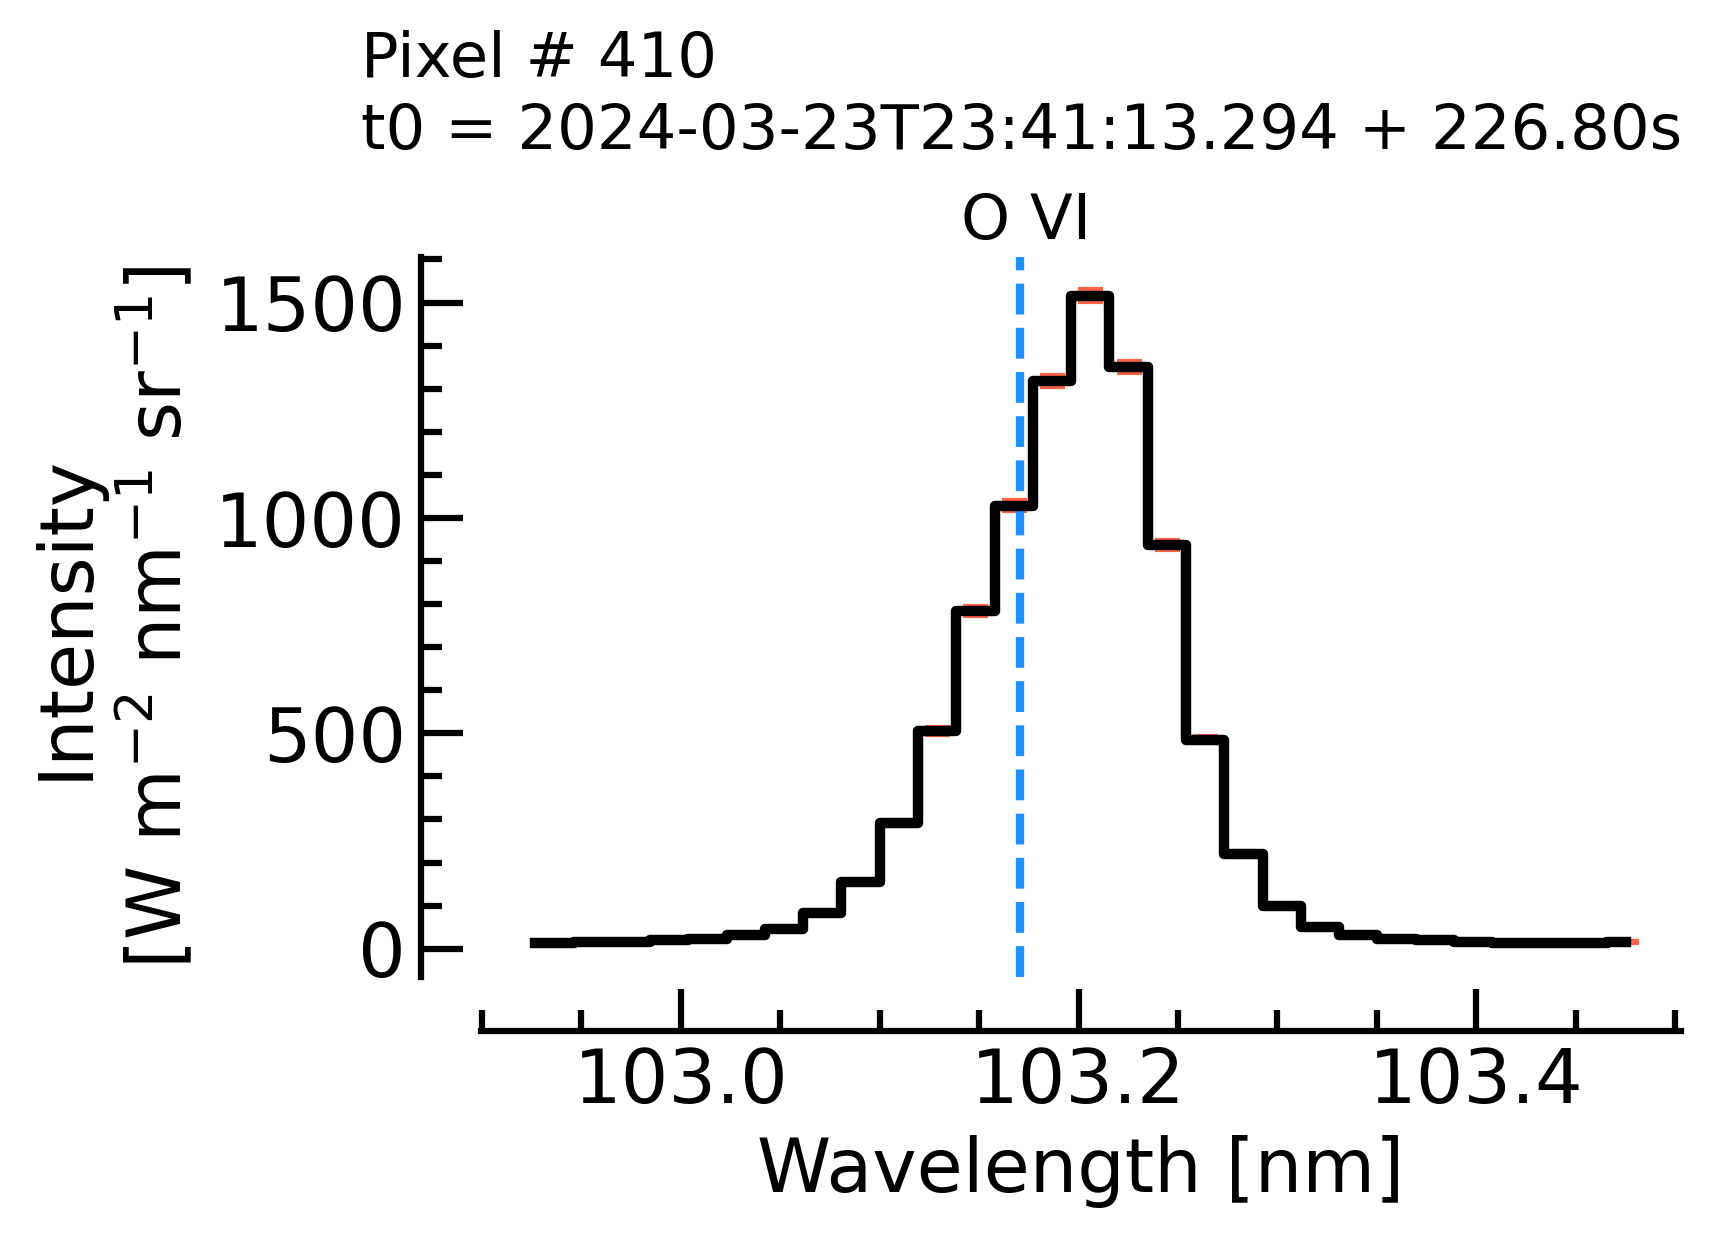 Pixel # 410
t0 = 2024-03-23T23:41:13.294 + 226.80s
O VI
Intensity
[W m⁻² nm⁻¹ sr⁻¹]
1500
1000
500
0
103.0 103.2 103.4
Wavelength [nm]